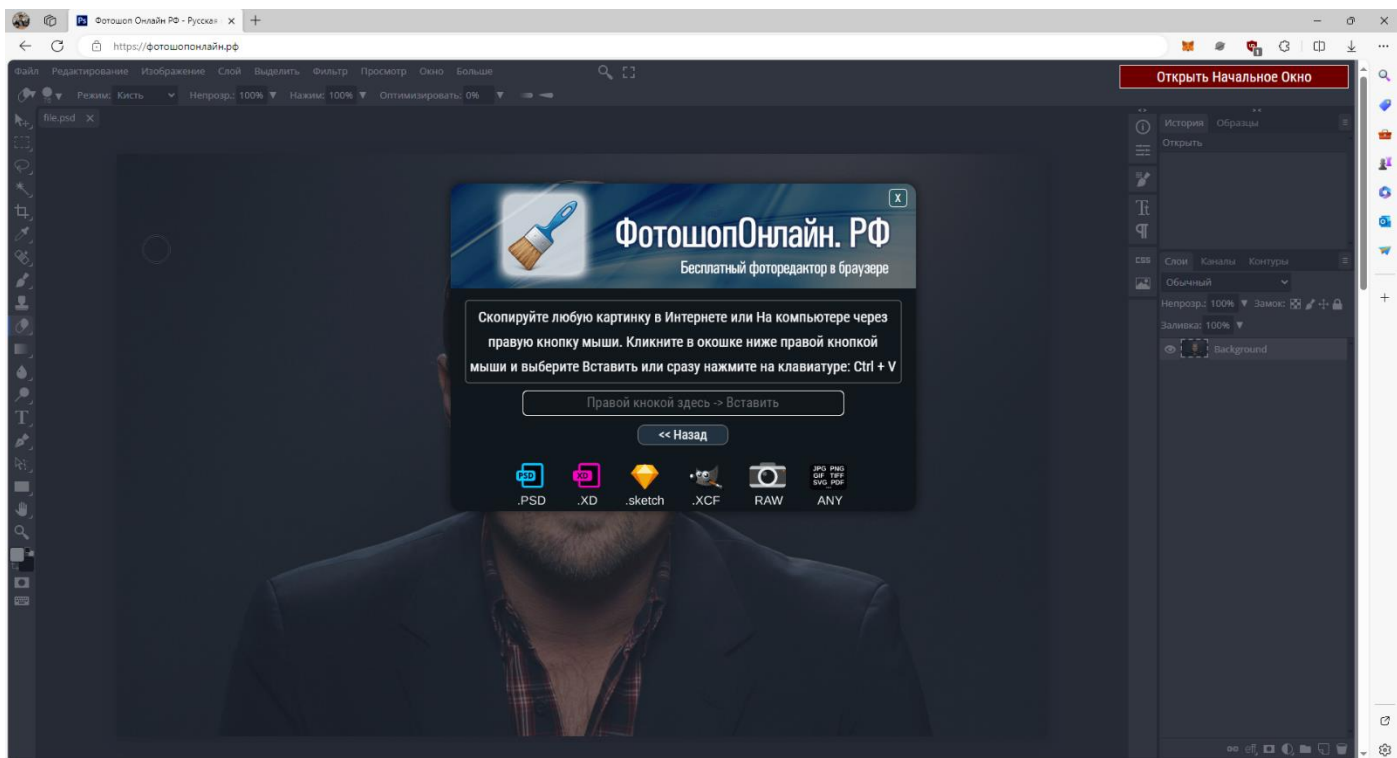 Фотошоп Онлайн РФ - Русская
https://фотошопонлайн.рф
Файл Редактирование Изображение Слой Выделить Фильтр Просмотр Окно Больше
Открыть Начальное Окно
Режим: Кисть Непрозр.: 100% Нажим: 100% Оптимизировать: 0%
file.psd X
История Образцы
Открыть
X
ФотошопОнлайн. РФ
Бесплатный фоторедактор в браузере
CSS
Слои Каналы Контуры
Обычный
Непрозр.: 100% Замок:
Заливка: 100%
Background
Скопируйте любую картинку в Интернете или На компьютере через
правую кнопку мыши. Кликните в окошке ниже правой кнопкой
мыши и выберите Вставить или сразу нажмите на клавиатуре: Ctrl + V
Правой кнокой здесь -> Вставить
<< Назад
PSD XD JPG PNG
GIF TIFF
SVG PDF
.PSD .XD .sketch .XCF RAW ANY
eff